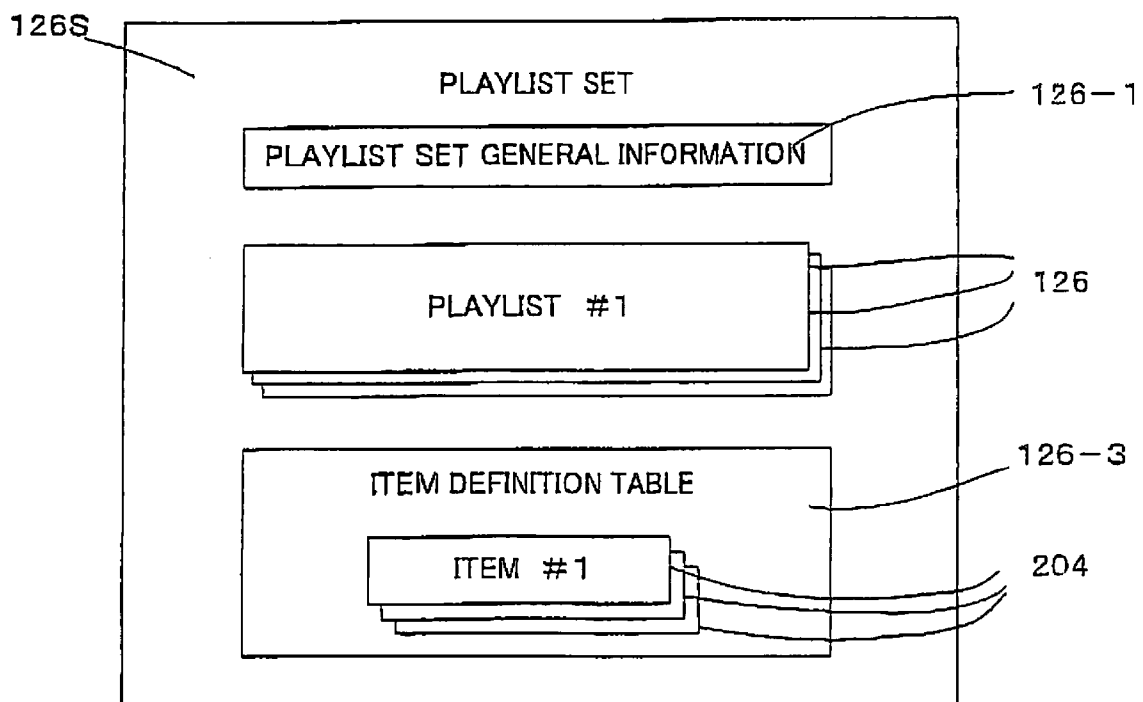 126S
PLAYLIST SET
126-1
PLAYLIST SET GENERAL INFORMATION
PLAYLIST #1
126
126-3
ITEM DEFINITION TABLE
ITEM #1
204